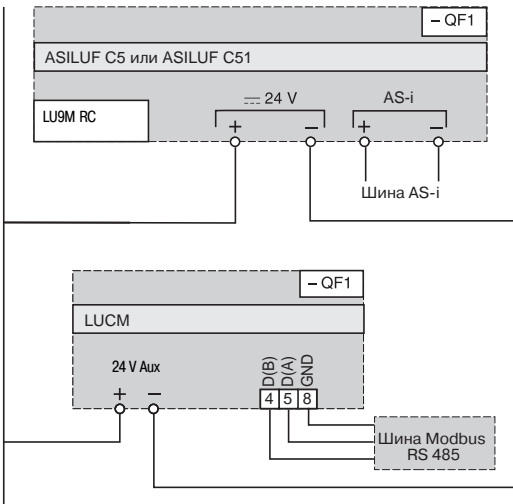 – QF1
ASILUF C5 или ASILUF C51
LU9M RC
24 V
AS-i
+ – + –
Шина AS-i
– QF1
LUCM
24 V Aux
D(B) D(A) GND
+ –
4 5 8
Шина Modbus
RS 485